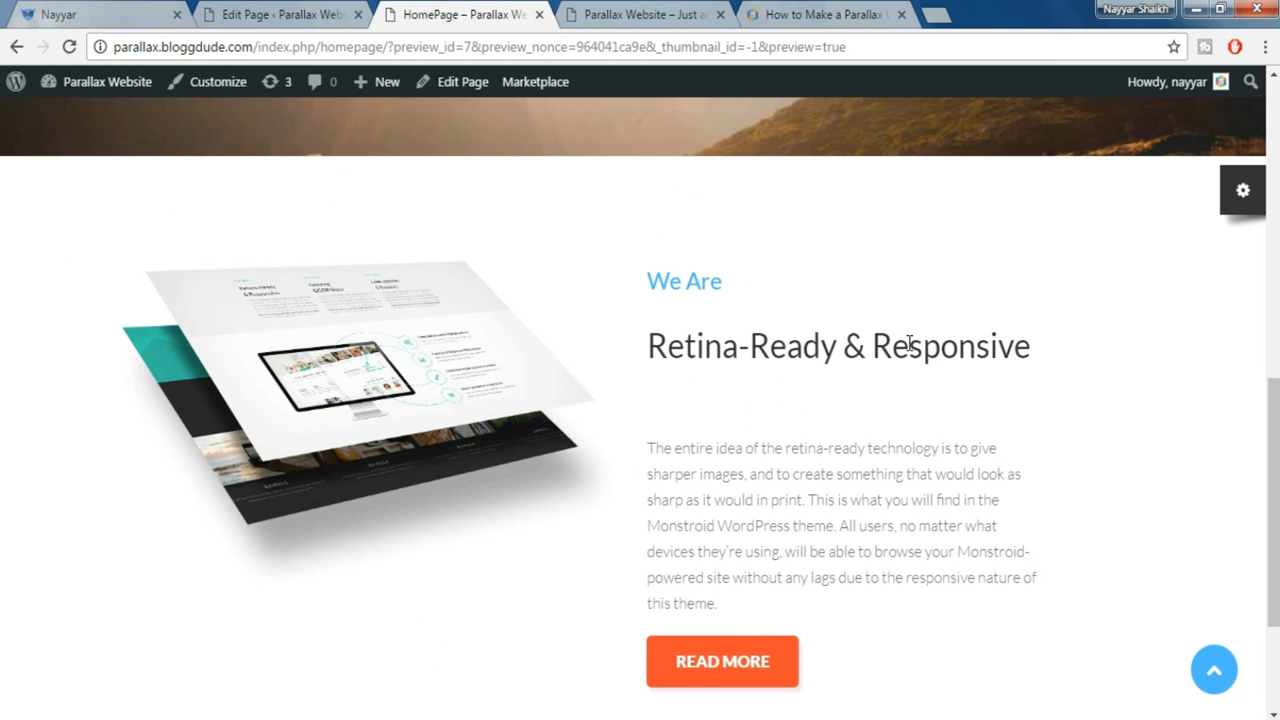 Nayyar
Edit Page ‹ Parallax Web
HomePage – Parallax We
Parallax Website – Just a
How to Make a Parallax
Nayyar Shaikh
parallax.bloggdude.com/index.php/homepage/?preview_id=7&preview_nonce=964041ca9e&_thumbnail_id=-1&preview=true
Parallax Website Customize 3 0 New Edit Page Marketplace Howdy, nayyar
We Are
Retina-Ready & Responsive
The entire idea of the retina-ready technology is to give
sharper images, and to create something that would look as
sharp as it would in print. This is what you will find in the
Monstroid WordPress theme. All users, no matter what
devices they're using, will be able to browse your Monstroid-
powered site without any lags due to the responsive nature of
this theme.
READ MORE